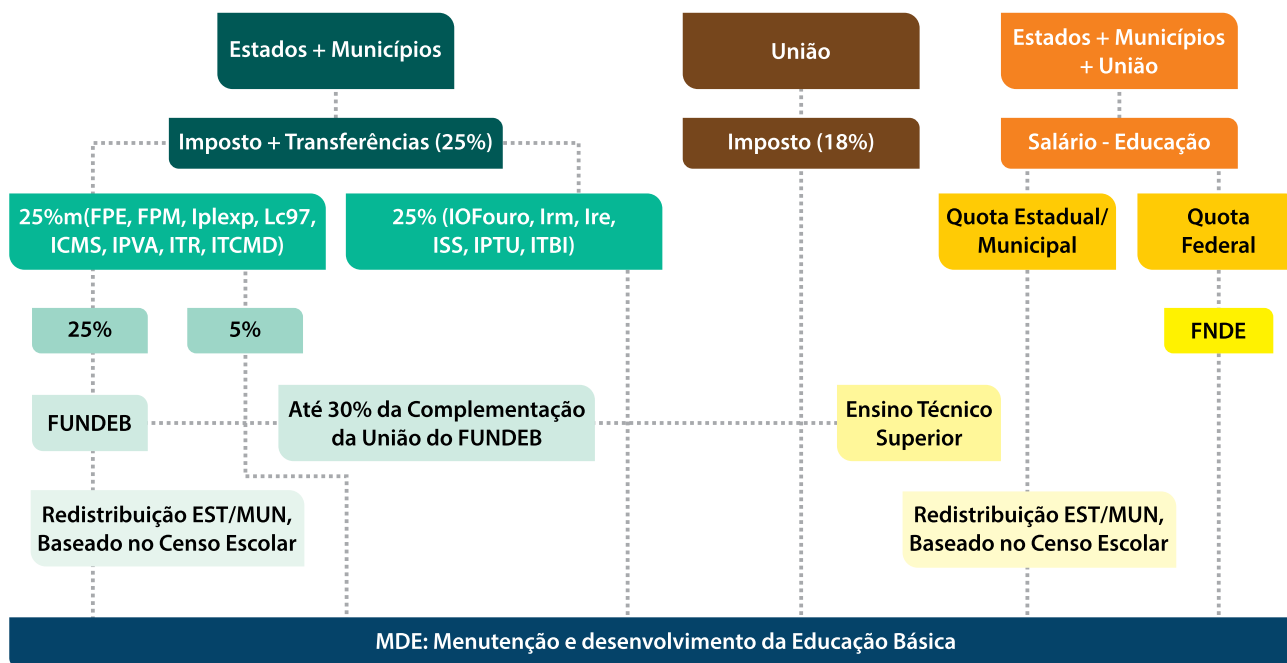 Estados + Municípios
União
Estados + Municípios
+ União
Imposto + Transferências (25%)
Imposto (18%)
Salário - Educação
25%m(FPE, FPM, Iplexp, Lc97,
ICMS, IPVA, ITR, ITCMD)
25% (IOFouro, Irm, Ire,
ISS, IPTU, ITBI)
Quota Estadual/
Municipal
Quota
Federal
25%
5%
FNDE
FUNDEB
Até 30% da Complementação
da União do FUNDEB
Ensino Técnico
Superior
Redistribuição EST/MUN,
Baseado no Censo Escolar
Redistribuição EST/MUN,
Baseado no Censo Escolar
MDE: Menutenção e desenvolvimento da Educação Básica